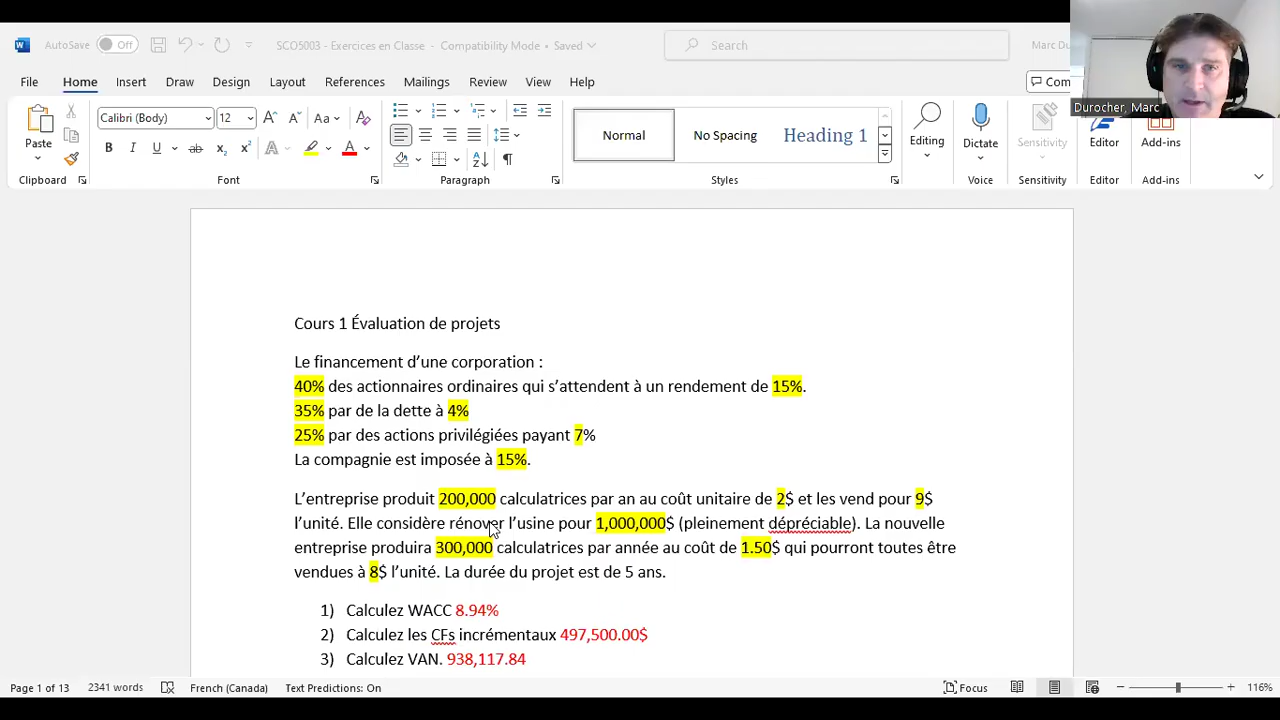 AutoSave Off SCO5003 - Exercices en Classe - Compatibility Mode - Saved Search Marc Du
File Home Insert Draw Design Layout References Mailings Review View Help Com
Durocher, Marc
Calibri (Body) 12 Aa
Paste Normal No Spacing Heading 1 Editing Dictate Sensitivity Editor Add-ins
Clipboard Font Paragraph Styles Voice Sensitivity Editor Add-ins
Cours 1 Évaluation de projets
Le financement d’une corporation :
40% des actionnaires ordinaires qui s’attendent à un rendement de 15%.
35% par de la dette à 4%
25% par des actions privilégiées payant 7%
La compagnie est imposée à 15%.
L’entreprise produit 200,000 calculatrices par an au coût unitaire de 2$ et les vend pour 9$
l’unité. Elle considère rénover l’usine pour 1,000,000$ (pleinement dépréciable). La nouvelle
entreprise produira 300,000 calculatrices par année au coût de 1.50$ qui pourront toutes être
vendues à 8$ l’unité. La durée du projet est de 5 ans.
1) Calculez WACC 8.94%
2) Calculez les CFs incrémentaux 497,500.00$
3) Calculez VAN. 938,117.84
Page 1 of 13 2341 words French (Canada) Text Predictions: On Focus 116%